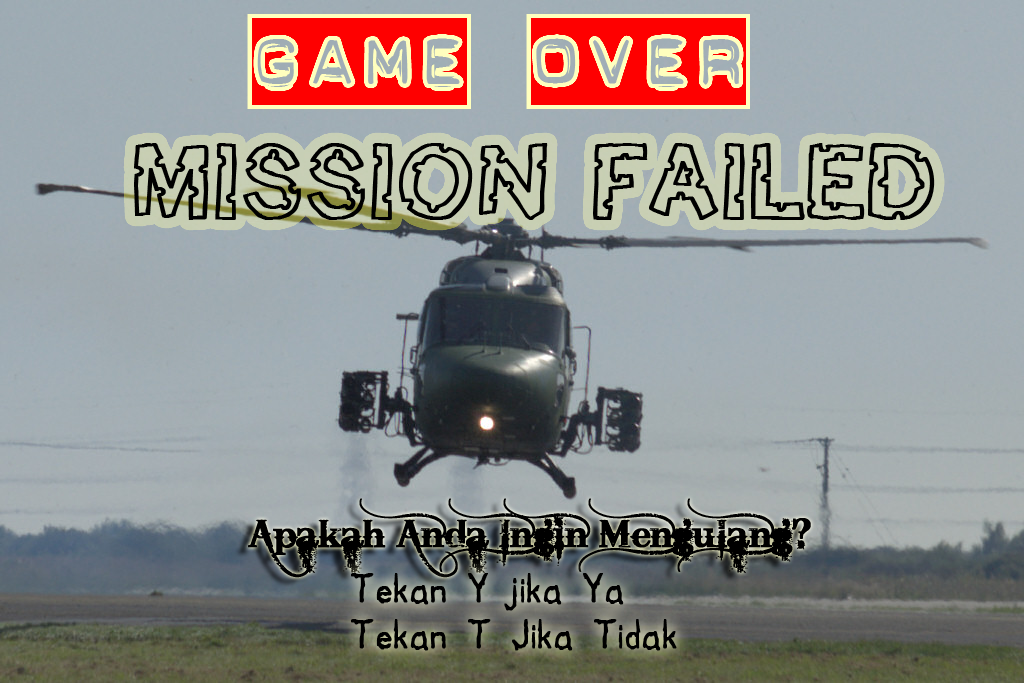 GAME OVER
MISSION FAILED
Apakah Anda Ingin Mengulang?
Tekan Y jika Ya
Tekan T Jika Tidak